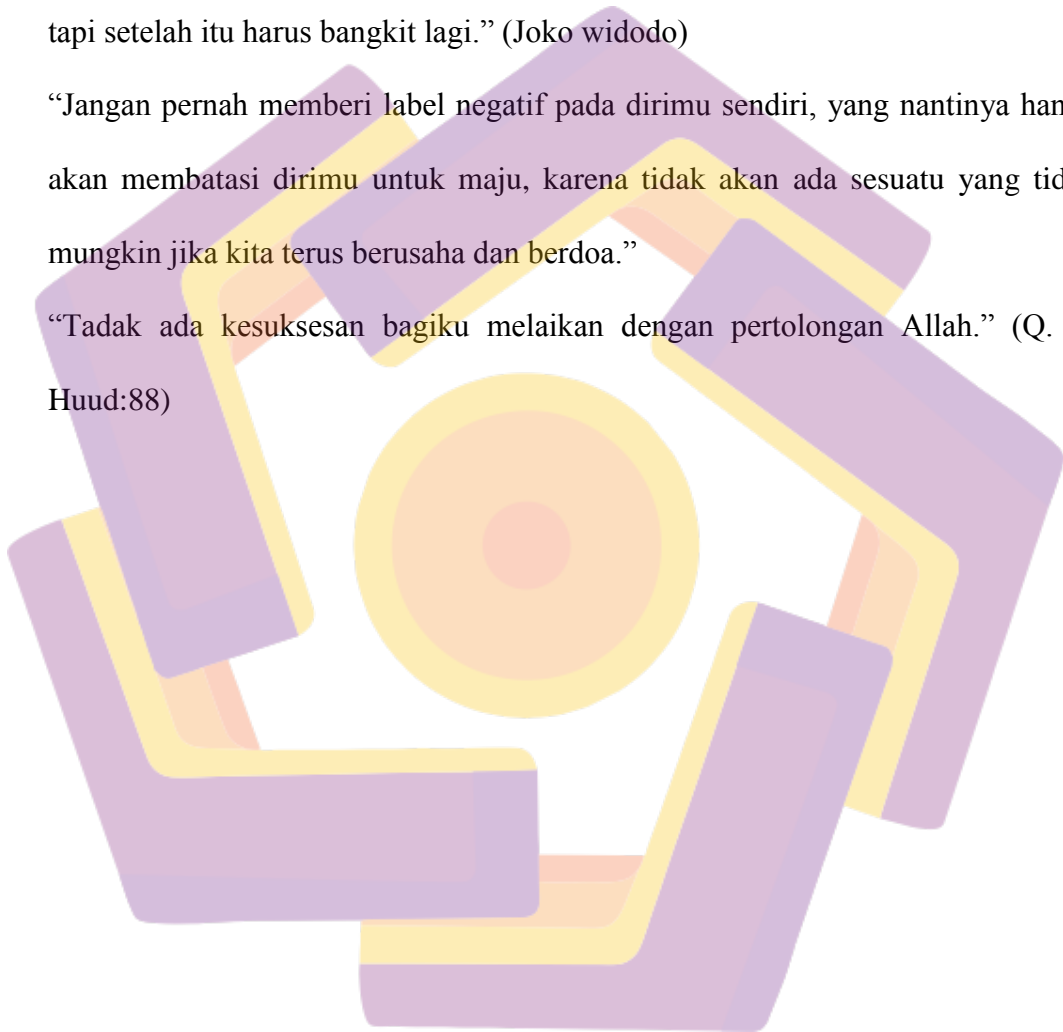 tapi setelah itu harus bangkit lagi.” (Joko widodo)
“Jangan pernah memberi label negatif pada dirimu sendiri, yang nantinya han
akan membatasi dirimu untuk maju, karena tidak akan ada sesuatu yang tid
mungkin jika kita terus berusaha dan berdoa.”
“Tadak ada kesuksesan bagiku melaikan dengan pertolongan Allah.” (Q.
Huud:88)